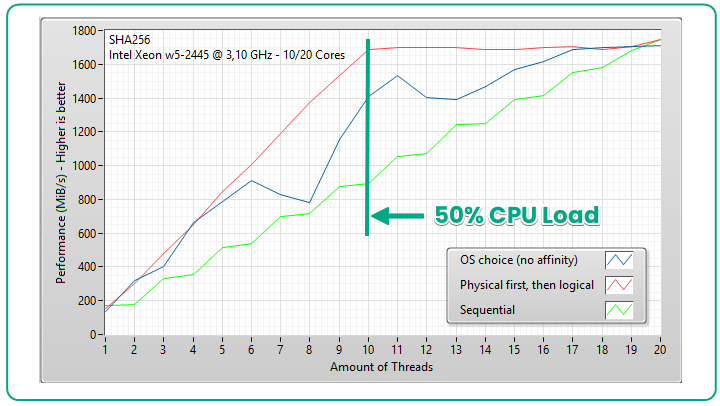 SHA256
Intel Xeon w5-2445 @ 3,10 GHz - 10/20 Cores
Performance (MiB/s) - Higher is better
1800
1600
1400
1200
1000
800
600
400
200
0
50% CPU Load
OS choice (no affinity)
Physical first, then logical
Sequential
1 2 3 4 5 6 7 8 9 10 11 12 13 14 15 16 17 18 19 20
Amount of Threads